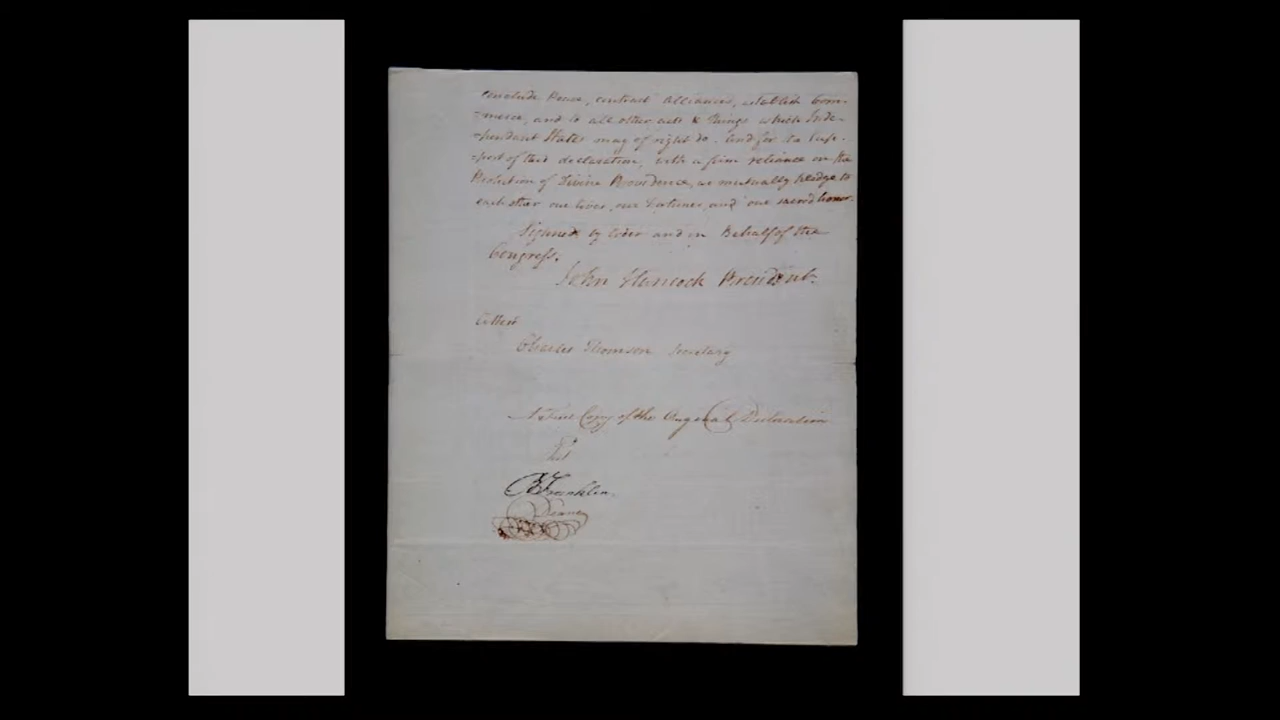 conclude Peace, contract alliances, establish Com-
-merce, and to all other acts & Things which Inde-
-pendant States may of right do. And for the Sup-
-port of this declaration, with a firm reliance on the
Protection of Divine Providence, we mutually pledge to
each other our lives, our fortunes, and our sacred honor.
Signed by Order and in Behalf of the
Congress.
John Hancock President.
Attest
Charles Thomson Secretary
A True Copy of the Original Declaration
B Franklin.
Deane